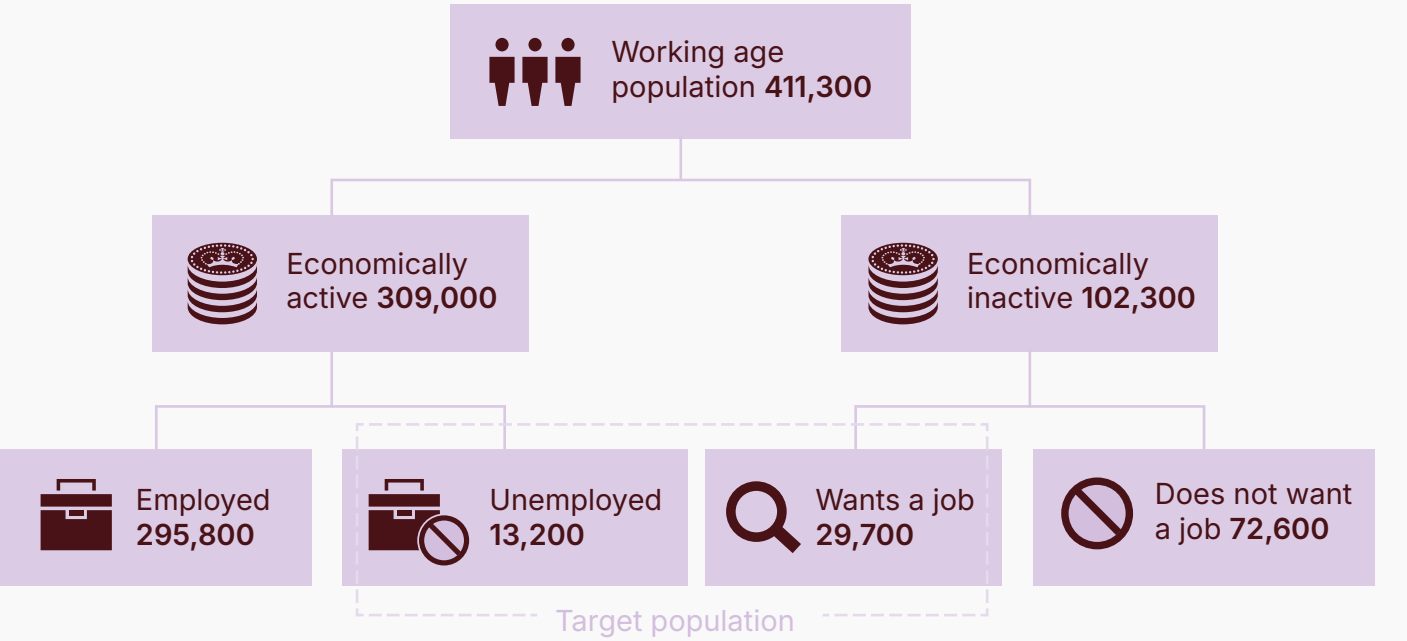 Working age
population 411,300
Economically
active 309,000
Economically
inactive 102,300
Employed
295,800
Unemployed
13,200
Wants a job
29,700
Does not want
a job 72,600
Target population